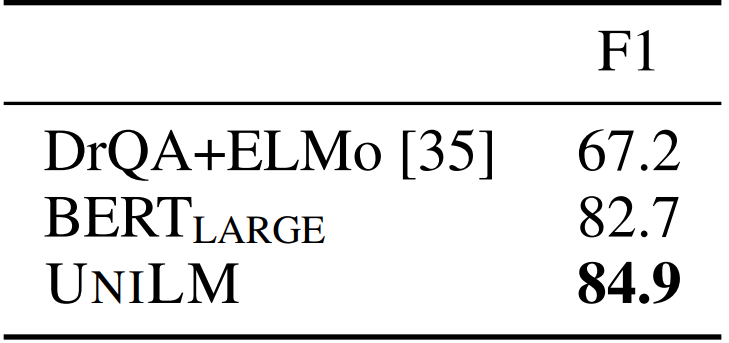 F1
DrQA+ELMo [35] 67.2
BERTLARGE 82.7
UNILM 84.9